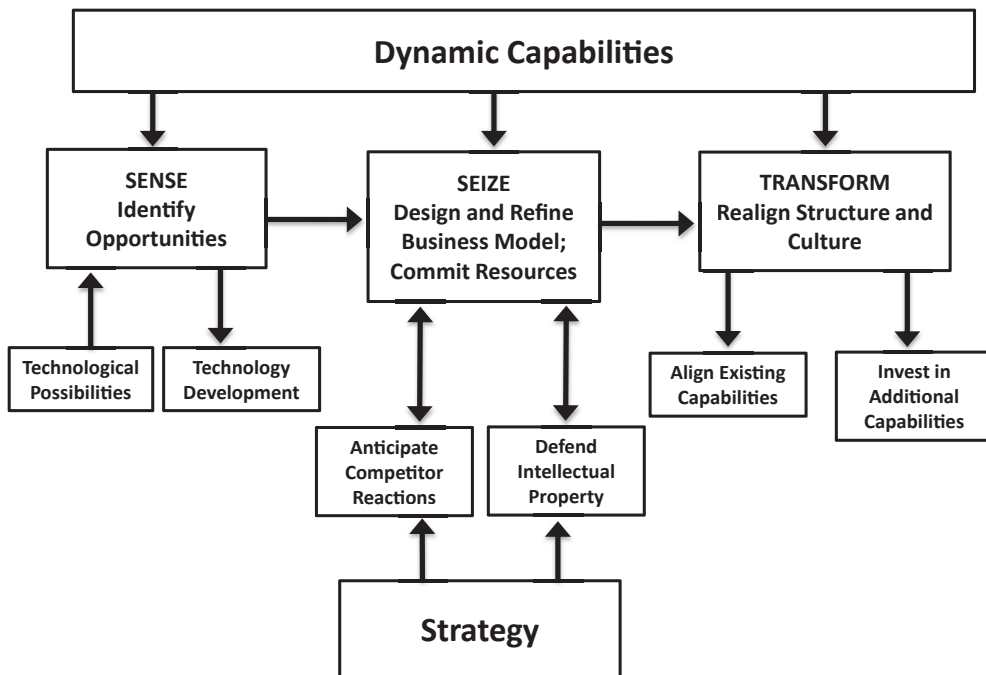 Dynamic Capabilities
SENSE
Identify
Opportunities
SEIZE
Design and Refine
Business Model;
Commit Resources
TRANSFORM
Realign Structure and
Culture
Technological
Possibilities
Technology
Development
Align Existing
Capabilities
Invest in
Additional
Capabilities
Anticipate
Competitor
Reactions
Defend
Intellectual
Property
Strategy